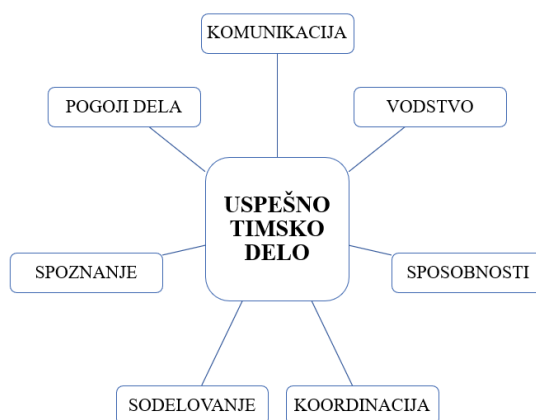 KOMUNIKACIJA
POGOJI DELA
VODSTVO
USPEŠNO
TIMSKO
DELO
SPOZNANJE
SPOSOBNOSTI
SODELOVANJE
KOORDINACIJA